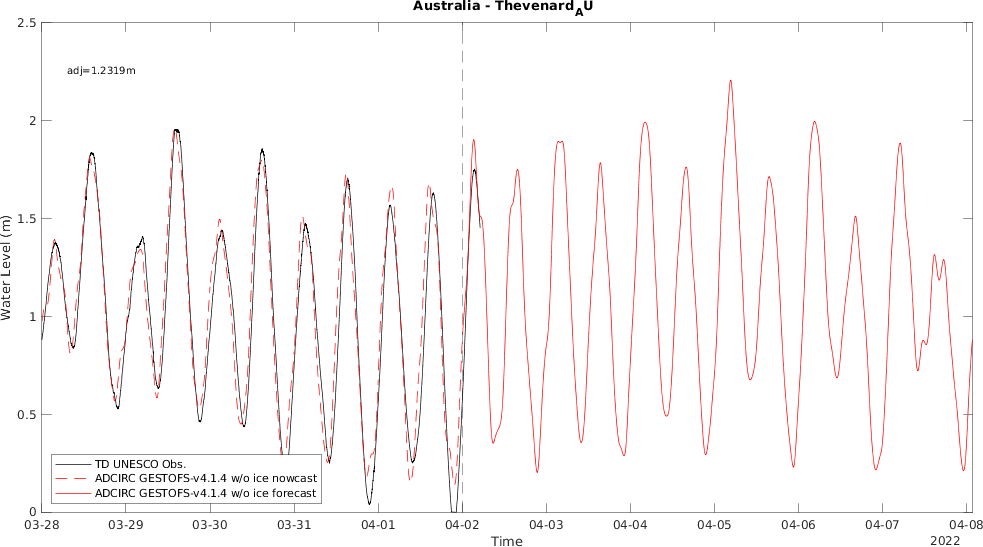 Australia - Thevenard_AU
adj=1.2319m
Water Level (m)
2.5
2
1.5
1
0.5
0
TD UNESCO Obs.
ADCIRC GESTOFS-v4.1.4 w/o ice nowcast
ADCIRC GESTOFS-v4.1.4 w/o ice forecast
03-28 03-29 03-30 03-31 04-01 04-02 04-03 04-04 04-05 04-06 04-07 04-08
Time
2022